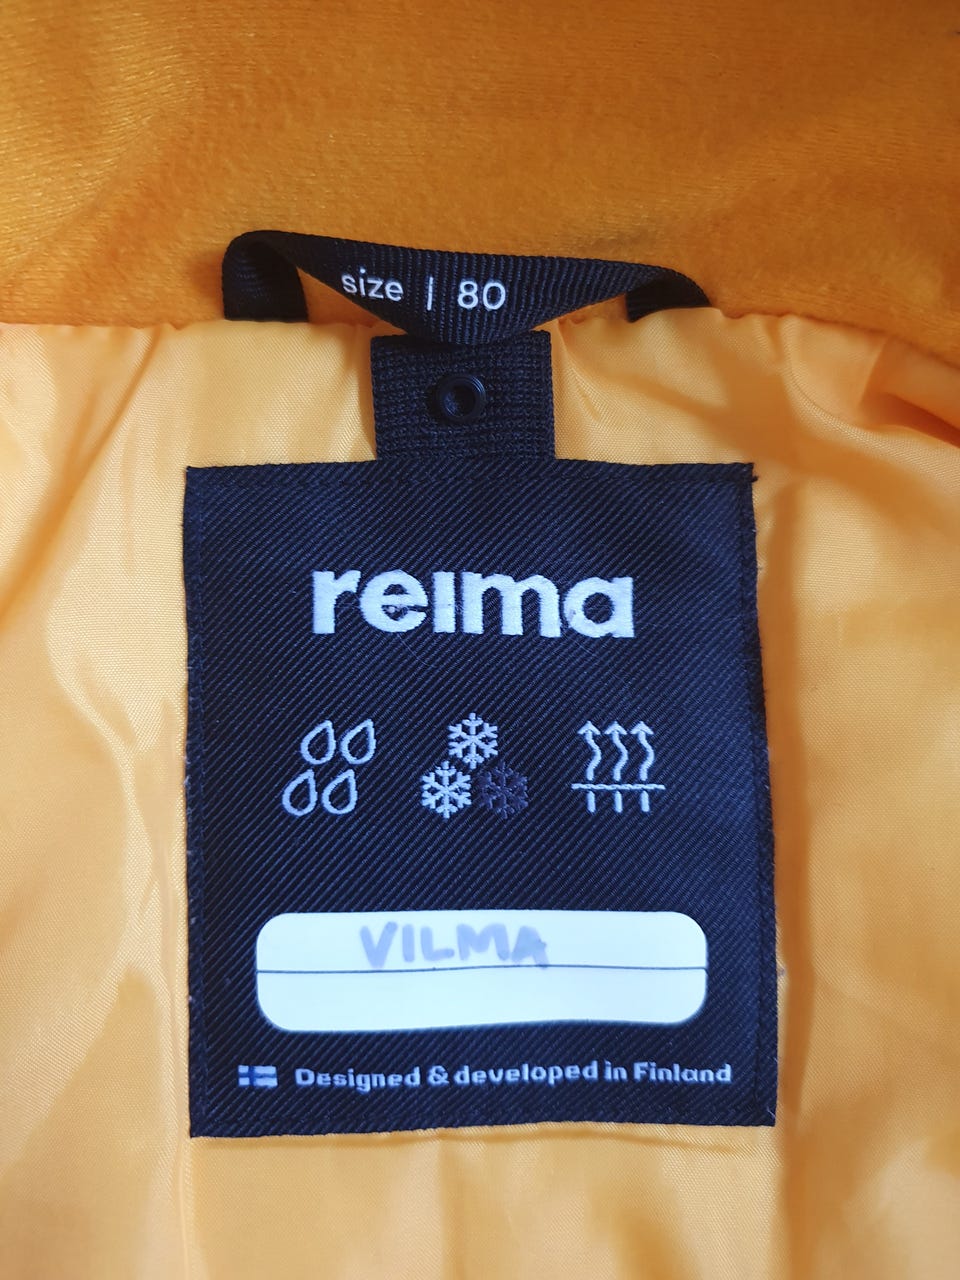 size | 80
reima
VILMA
Designed & developed in Finland